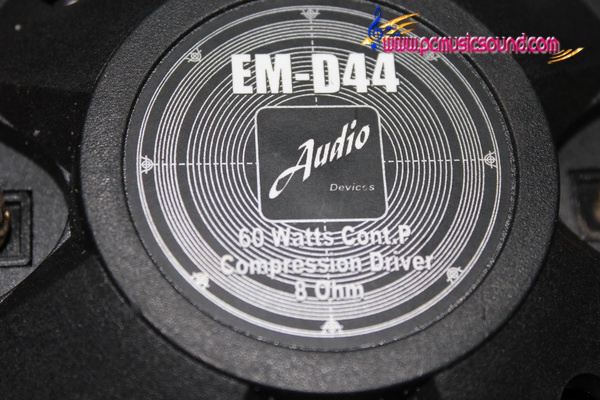 www.pcmusicsound.com
EM-D44
Audio
Devices
60 Watts Cont.P
Compression Driver
8 Ohm